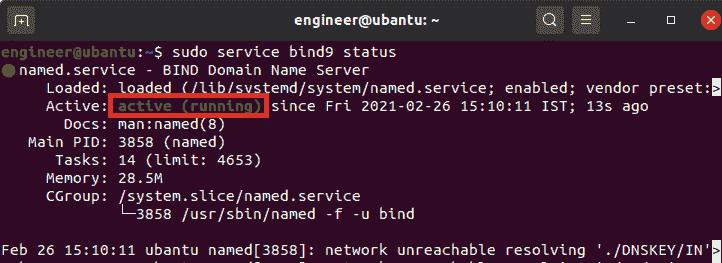 engineer@ubantu: ~
engineer@ubantu:~$ sudo service bind9 status
● named.service - BIND Domain Name Server
Loaded: loaded (/lib/systemd/system/named.service; enabled; vendor preset:>
Active: active (running) since Fri 2021-02-26 15:10:11 IST; 13s ago
Docs: man:named(8)
Main PID: 3858 (named)
Tasks: 14 (limit: 4653)
Memory: 28.5M
CGroup: /system.slice/named.service
└─3858 /usr/sbin/named -f -u bind
Feb 26 15:10:11 ubantu named[3858]: network unreachable resolving './DNSKEY/IN'>